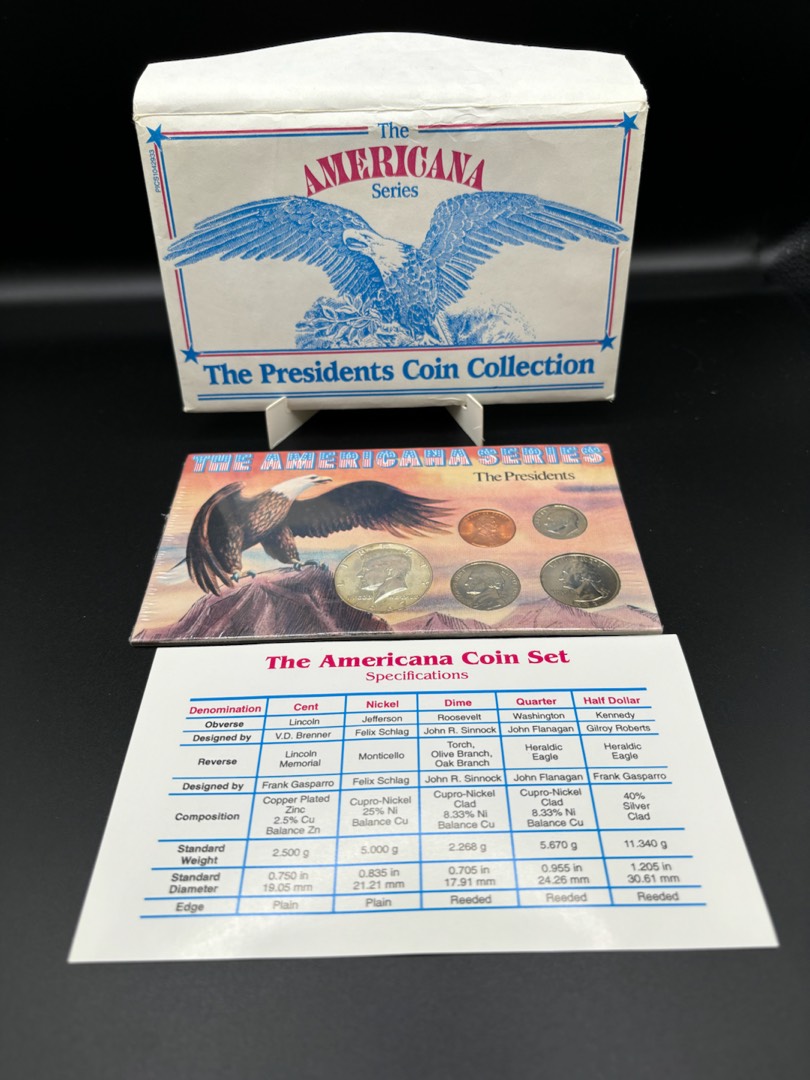 The
AMERICANA
Series
PICS1042933
The Presidents Coin Collection
THE AMERICANA SERIES
The Presidents
The Americana Coin Set
Specifications
Denomination Cent Nickel Dime Quarter Half Dollar
Obverse Lincoln Jefferson Roosevelt Washington Kennedy
Designed by V.D. Brenner Felix Schlag John R. Sinnock John Flanagan Gilroy Roberts
Reverse Lincoln Memorial Monticello Torch, Olive Branch, Oak Branch Heraldic Eagle Heraldic Eagle
Designed by Frank Gasparro Felix Schlag John R. Sinnock John Flanagan Frank Gasparro
Composition Copper Plated Zinc 2.5% Cu Balance Zn Cupro-Nickel 25% Ni Balance Cu Cupro-Nickel Clad 8.33% Ni Balance Cu Cupro-Nickel Clad 8.33% Ni Balance Cu 40% Silver Clad
Standard Weight 2.500 g 5.000 g 2.268 g 5.670 g 11.340 g
Standard Diameter 0.750 in 19.05 mm 0.835 in 21.21 mm 0.705 in 17.91 mm 0.955 in 24.26 mm 1.205 in 30.61 mm
Edge Plain Plain Reeded Reeded Reeded